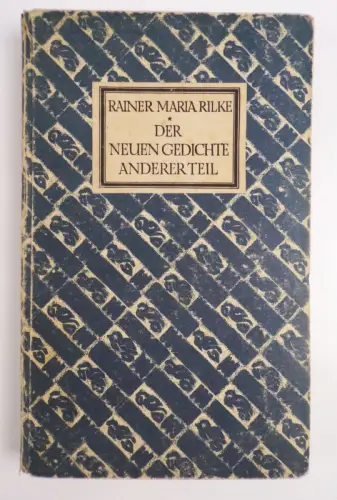 RAINER MARIA RILKE
*
DER
NEUEN GEDICHTE
ANDERER TEIL